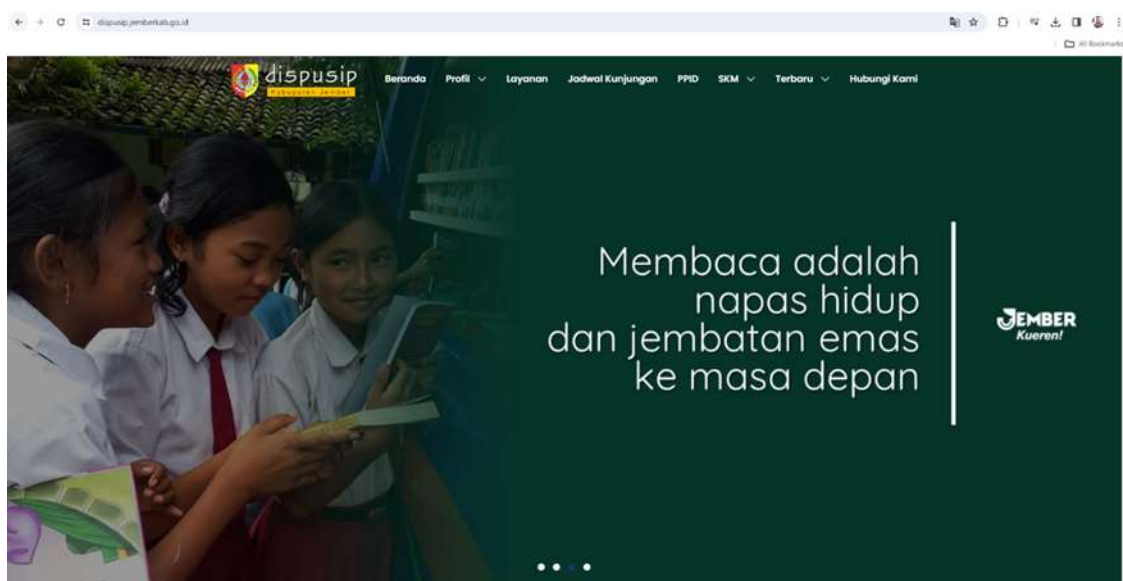 dispusip.jemberkab.go.id
All Bookmarks
dispusip
Kabupaten Jember
Beranda Profil Layanan Jadwal Kunjungan PPID SKM Terbaru Hubungi Kami
Membaca adalah
napas hidup
dan jembatan emas
ke masa depan
JEMBER
Kueren!